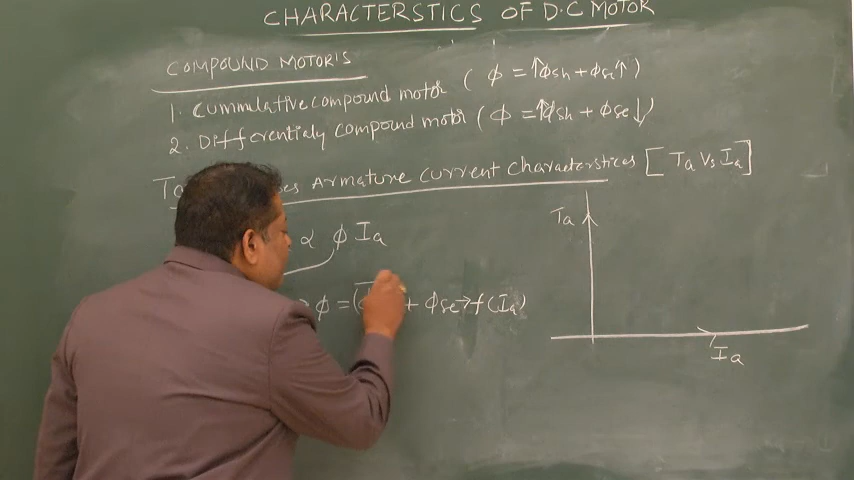 CHARACTERSTICS OF D.C MOTOR
COMPOUND MOTOR'S
1. Cummulative compound motor ( ϕ = ↑ϕsh + ϕse ↑ )
2. Differentialy compound motor ( ϕ = ↑ϕsh + ϕse ↓ )
Armature current characterstics [ Ta Vs Ia ]
∝ ϕ Ia
ϕ = ( + ϕse → f (Ia)
Ta
Ia